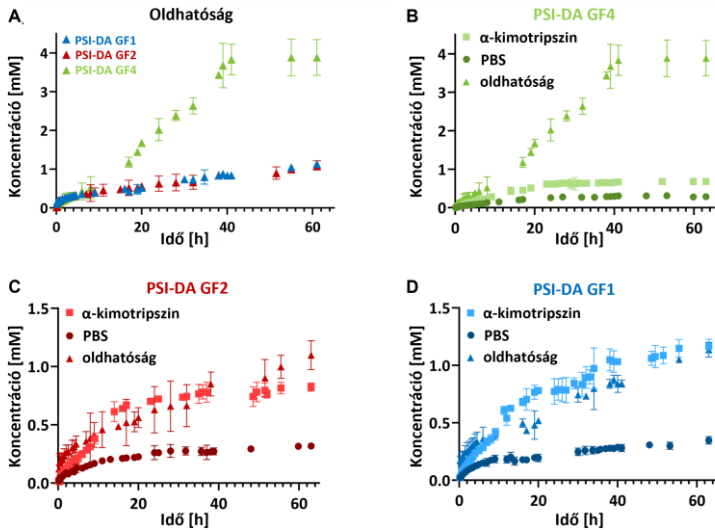 A
Oldhatóság
PSI-DA GF1
PSI-DA GF2
PSI-DA GF4
Koncentráció [mM]
5
4
3
2
1
0
0 20 40 60
Idő [h]
B
PSI-DA GF4
α-kimotripszin
PBS
oldhatóság
Koncentráció [mM]
5
4
3
2
1
0
0 20 40 60
Idő [h]
C
PSI-DA GF2
α-kimotripszin
PBS
oldhatóság
Koncentráció [mM]
1.5
1.0
0.5
0.0
0 20 40 60
Idő [h]
D
PSI-DA GF1
α-kimotripszin
PBS
oldhatóság
Koncentráció [mM]
1.5
1.0
0.5
0.0
0 20 40 60
Idő [h]